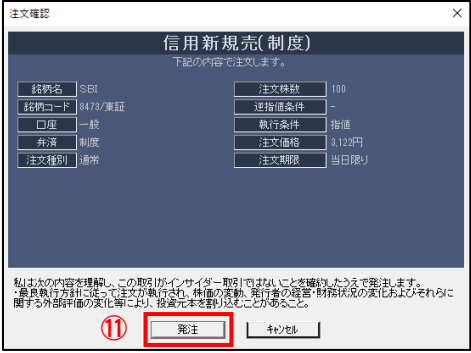 注文確認
信用新規売(制度)
下記の内容で注文します。
銘柄名 SBI 注文株数 100
銘柄コード 8473/東証 逆指値条件 -
口座 一般 執行条件 指値
弁済 制度 注文価格 3,122円
注文種別 通常 注文期限 当日限り
私は次の内容を理解し、この取引がインサイダー取引ではないことを確約したうえで発注します。
・最良執行方針に従って注文が執行され、株価の変動、発行者の経営・財務状況の変化およびそれらに
関する外部評価の変化等により、投資元本を割り込むことがあること。
⑪ 発注 キャンセル